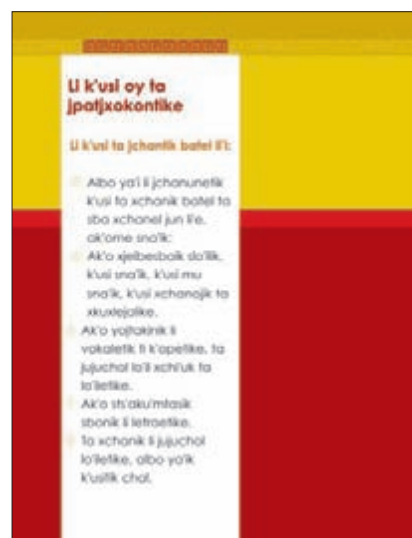 Li k'usi oy ta
jpatjxokontike
Li k'usi ta jchantik batel li'i:
Albo ya'i li jchanunetik
k'usi ta xchanik batel ta
sba xchanel jun li'e,
ak'ome sna'ik:
Ak'o xjelbesbaik
k'usi sna'ik, k'usi mu
sna'ik, k'usi xchanojik ta
xkuxlejalike.
Ak'o yojtakinik li
vokaletik ti k'opetike, ta
jujuchol lo'il xchi'uk ta
lo'iletike.
Ak'o sts'aku'mtasik
sbonik li letraetike.
Ta xchanik li jujuchol
lo'iletike, albo ya'ik
k'usitik chal.